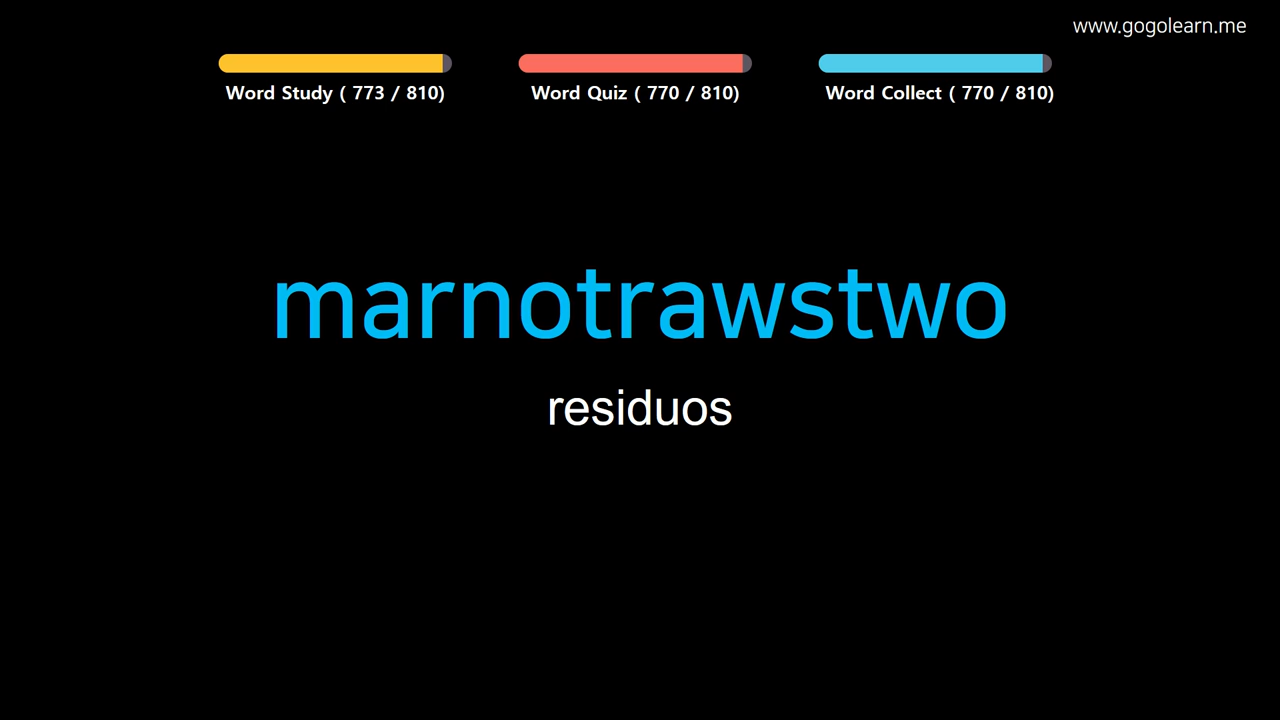 www.gogolearn.me
Word Study ( 773 / 810)
Word Quiz ( 770 / 810)
Word Collect ( 770 / 810)
marnotrawstwo
residuos